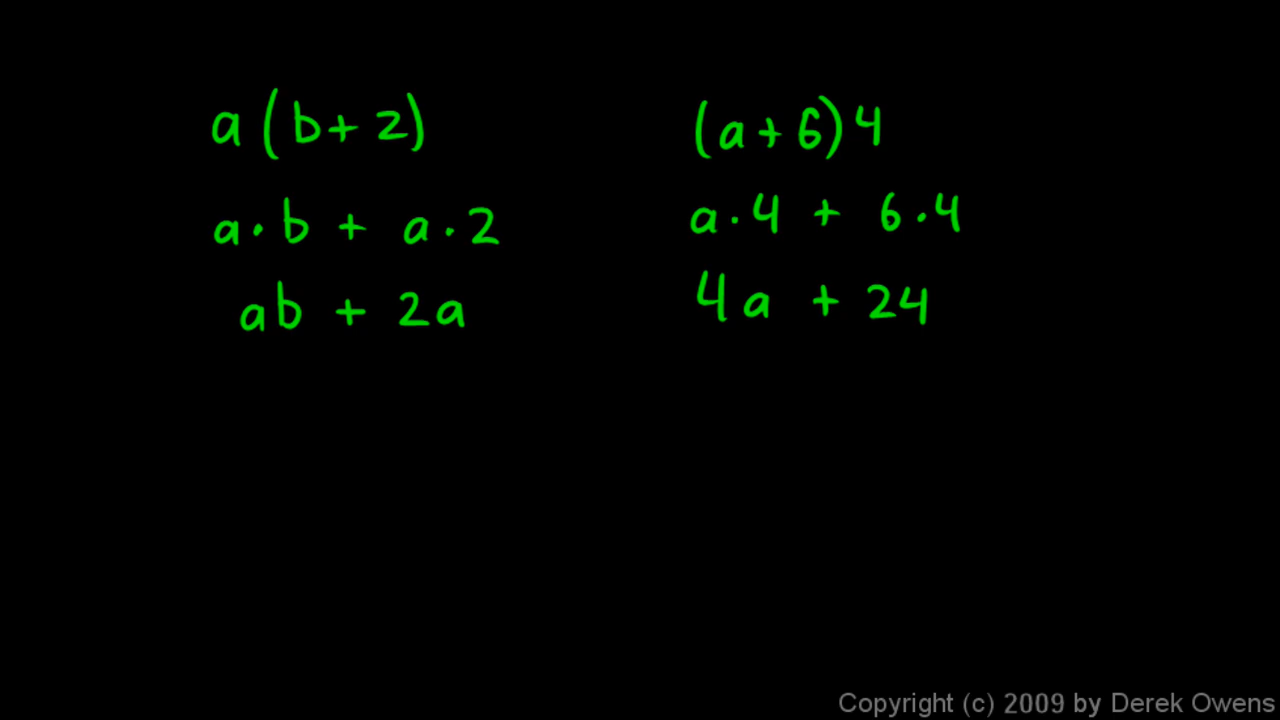 a(b+2)
a·b + a·2
ab + 2a
(a+6)4
a·4 + 6·4
4a + 24
Copyright (c) 2009 by Derek Owens